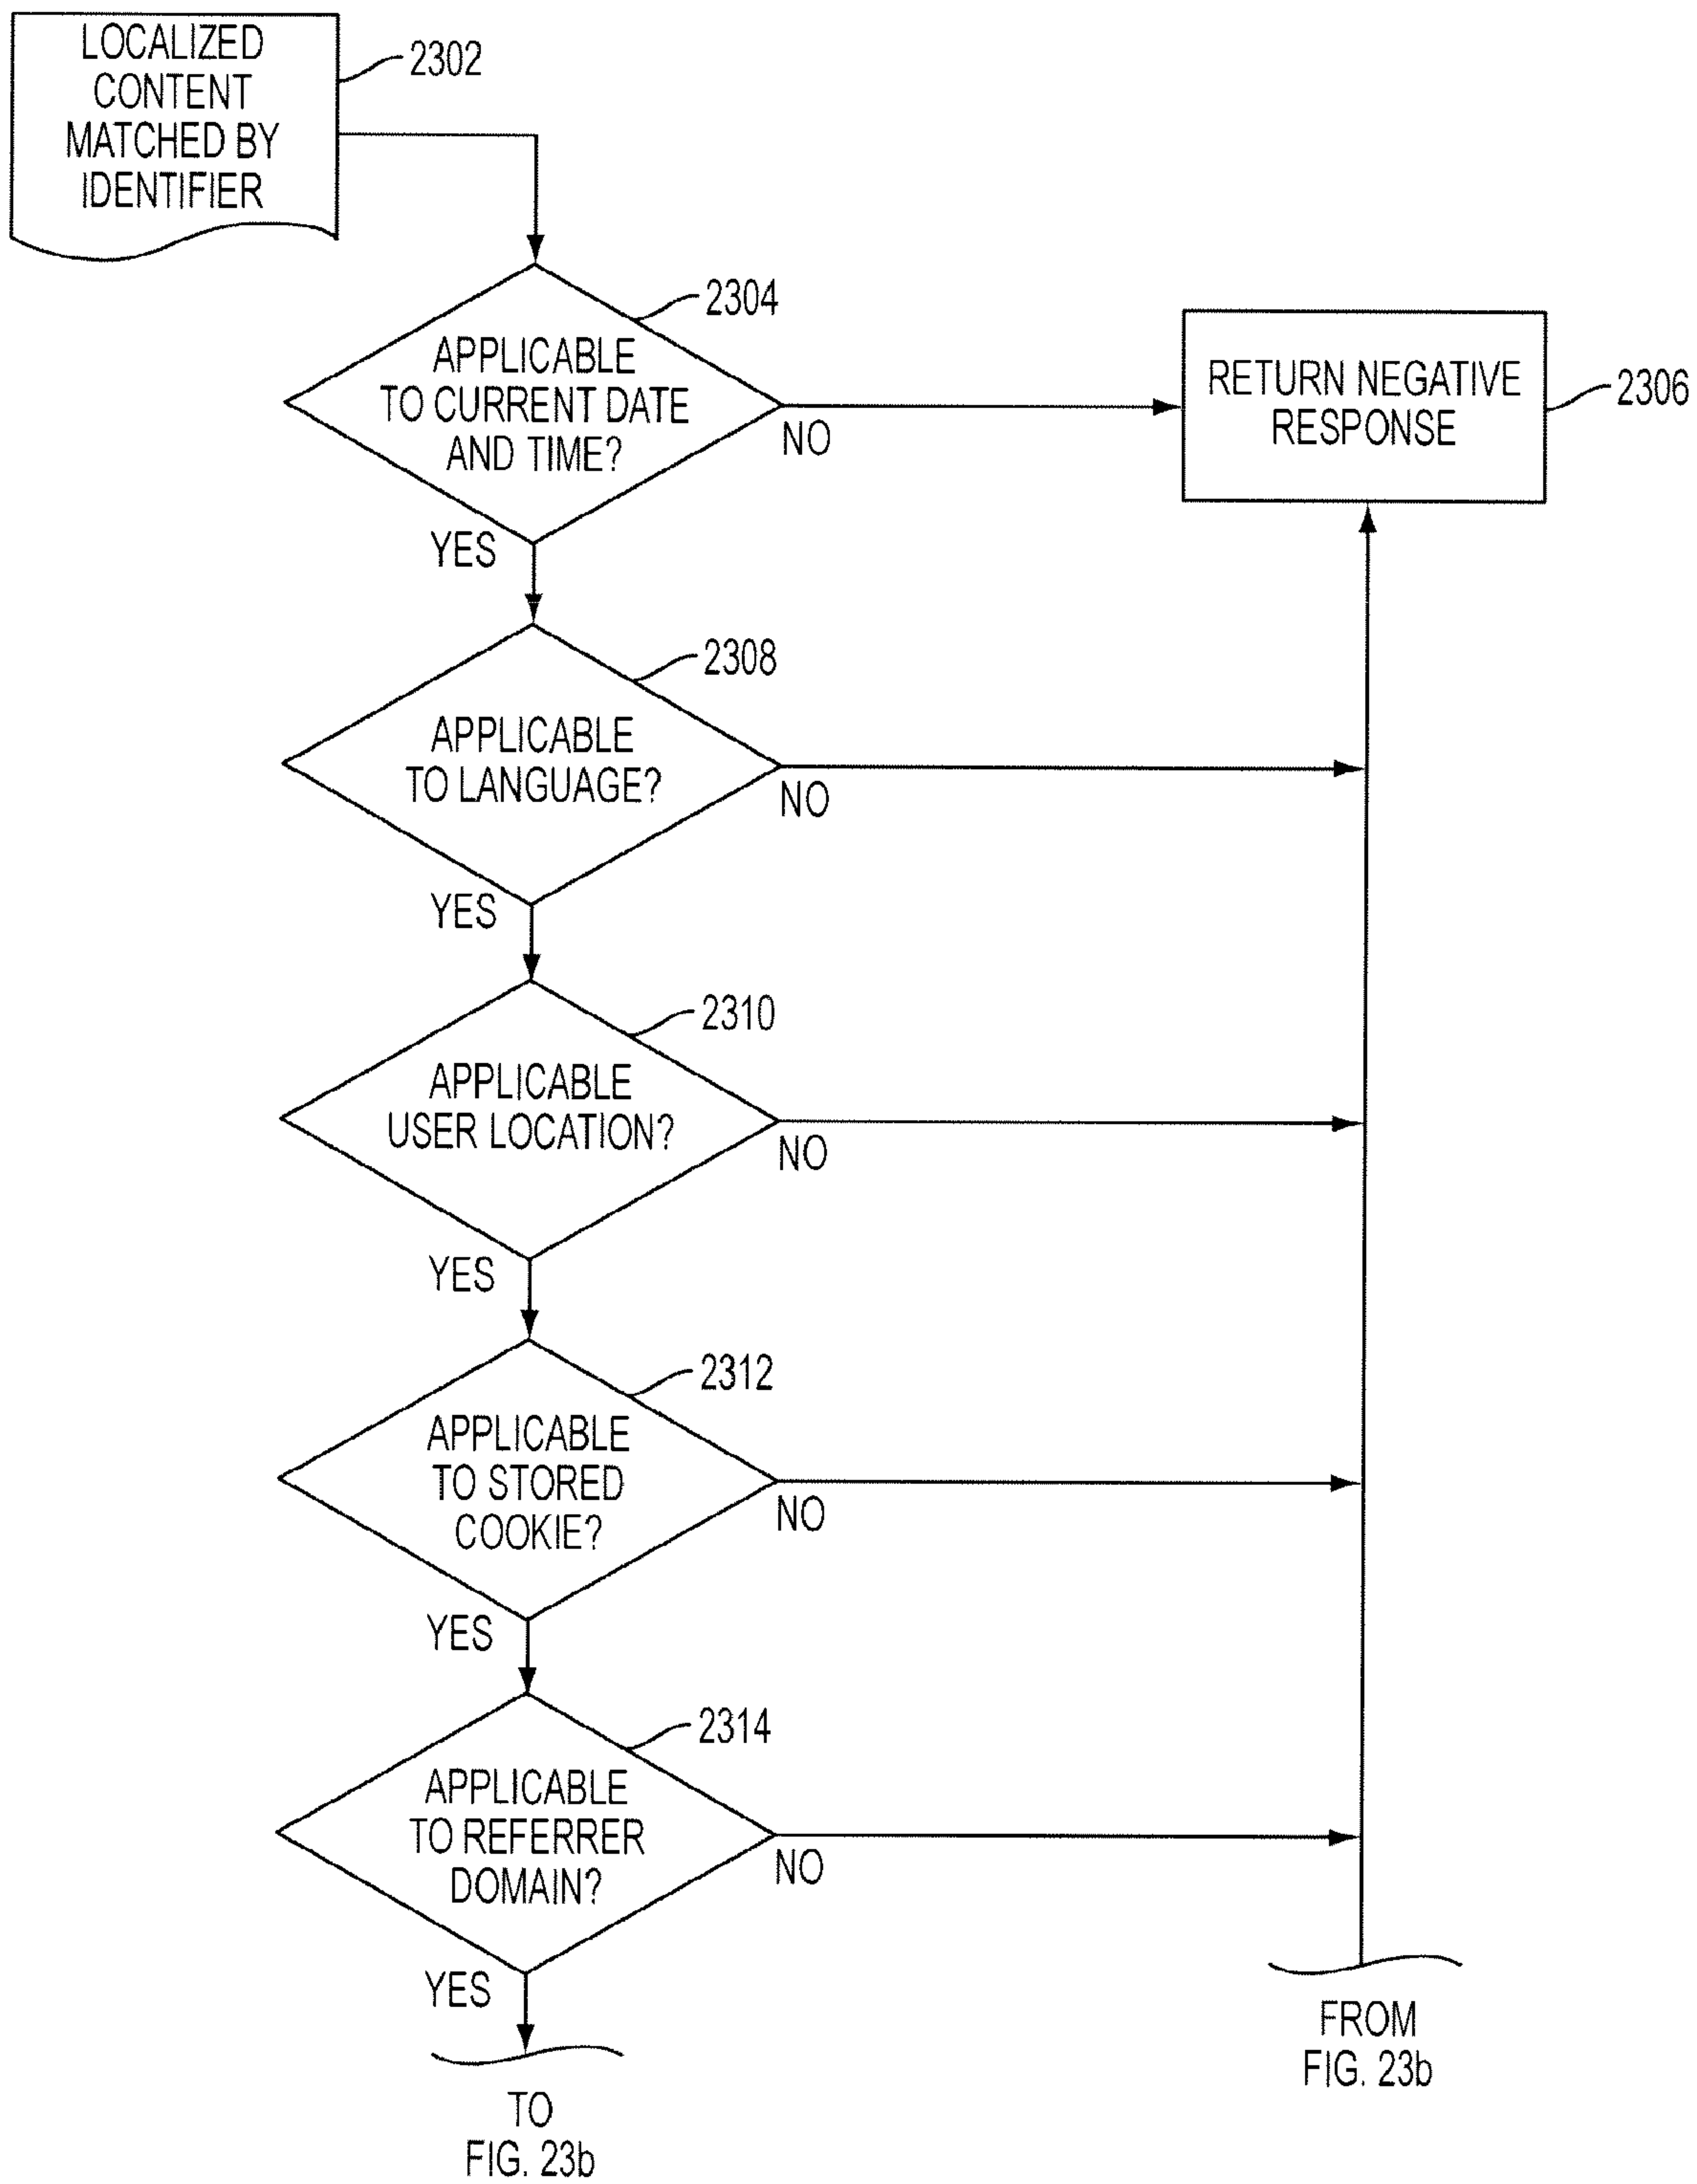 LOCALIZED
CONTENT
MATCHED BY
IDENTIFIER
2302
2304
APPLICABLE
TO CURRENT DATE
AND TIME?
NO
YES
RETURN NEGATIVE
RESPONSE
2306
2308
APPLICABLE
TO LANGUAGE?
NO
YES
2310
APPLICABLE
USER LOCATION?
NO
YES
2312
APPLICABLE
TO STORED
COOKIE?
NO
YES
2314
APPLICABLE
TO REFERRER
DOMAIN?
NO
YES
TO
FIG. 23b
FROM
FIG. 23b